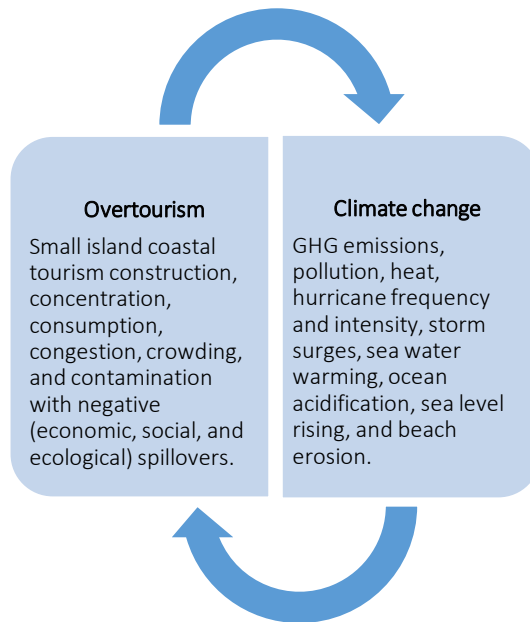 Overtourism
Small island coastal
tourism construction,
concentration,
consumption,
congestion, crowding,
and contamination
with negative
(economic, social, and
ecological) spillovers.
Climate change
GHG emissions,
pollution, heat,
hurricane frequency
and intensity, storm
surges, sea water
warming, ocean
acidification, sea level
rising, and beach
erosion.